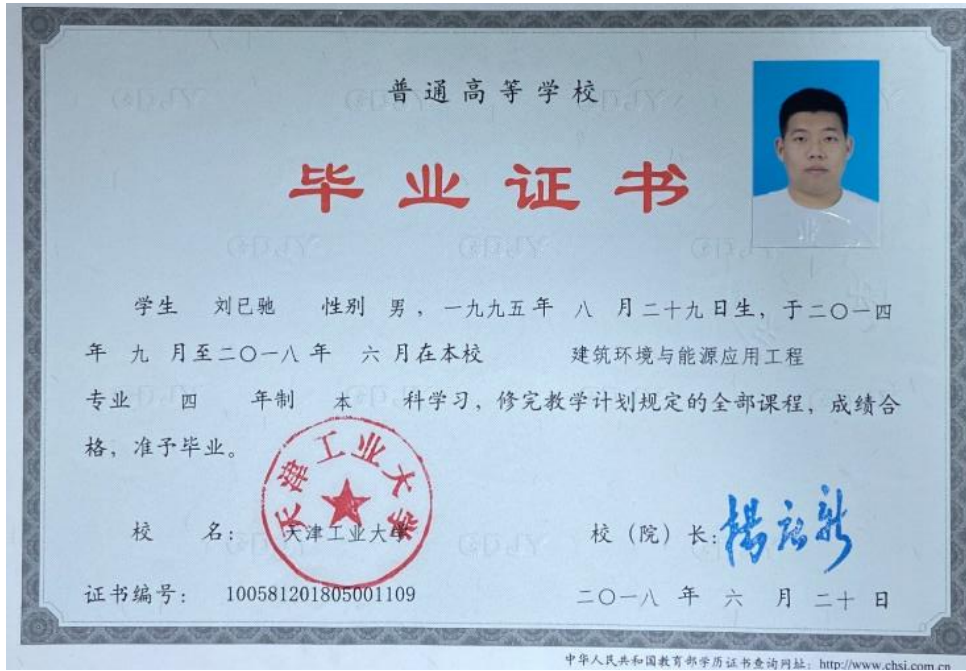 普通高等学校
毕业证书
学生 刘已驰 性别 男，一九九五年 八 月二十九日生，于二〇一四
年 九 月至二〇一八年 六 月在本校 建筑环境与能源应用工程
专业 四 年制 本 科学习，修完教学计划规定的全部课程，成绩合
格，准予毕业。
天津工业大学
校 名： 天津工业大学 校（院）长：
证书编号： 100581201805001109 二〇一八 年 六 月 二十 日
中华人民共和国教育部学历证书查询网址：http://www.chsi.com.cn